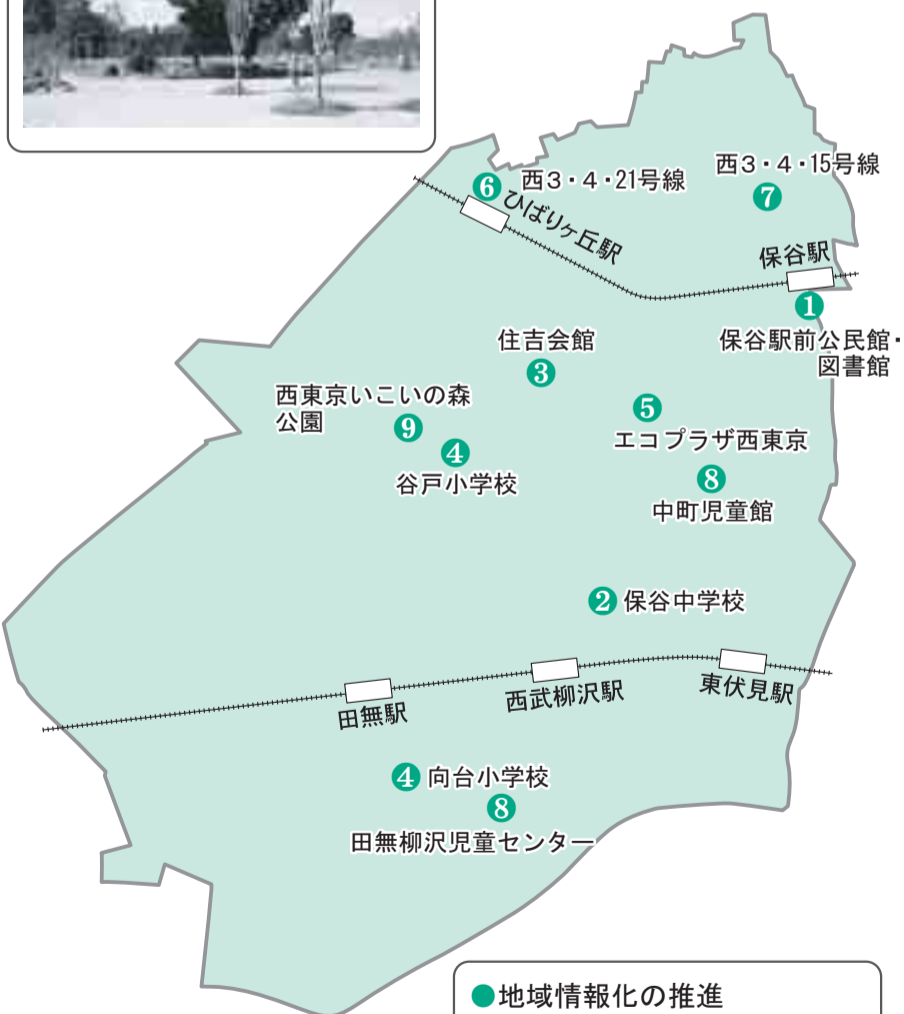 西3・4・15号線
7
6
西3・4・21号線
ひばりヶ丘駅
保谷駅
1
保谷駅前公民館・
図書館
住吉会館
3
西東京いこいの森
公園
9
5
エコプラザ西東京
4
谷戸小学校
8
中町児童館
2 保谷中学校
東伏見駅
西武柳沢駅
田無駅
4 向台小学校
8
田無柳沢児童センター
●地域情報化の推進